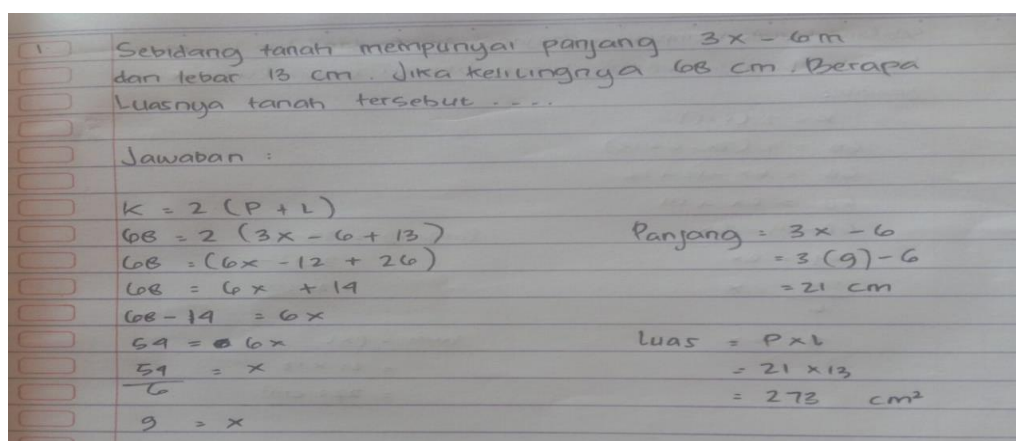 1 Sebidang tanah mempunyai panjang 3x - 6m
dan lebar 13 cm. Jika kelilingnya 68 cm. Berapa
Luasnya tanah tersebut ....
Jawaban :
K = 2 (P + L)
68 = 2 (3x - 6 + 13)
68 = (6x - 12 + 26)
68 = 6x + 14
68 - 14 = 6x
54 = 6x
54/6 = x
9 = x
Panjang = 3x - 6
= 3 (9) - 6
= 21 cm
Luas = P x L
= 21 x 13
= 273 cm²